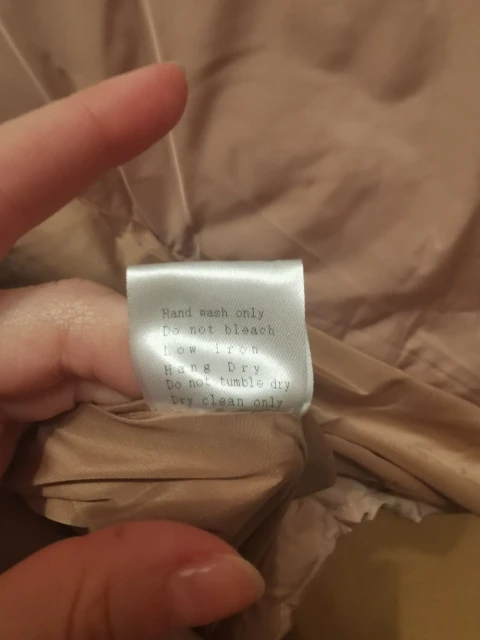 Hand wash only
Do not bleach
Low iron
Hang Dry
Do not tumble dry
Dry clean only